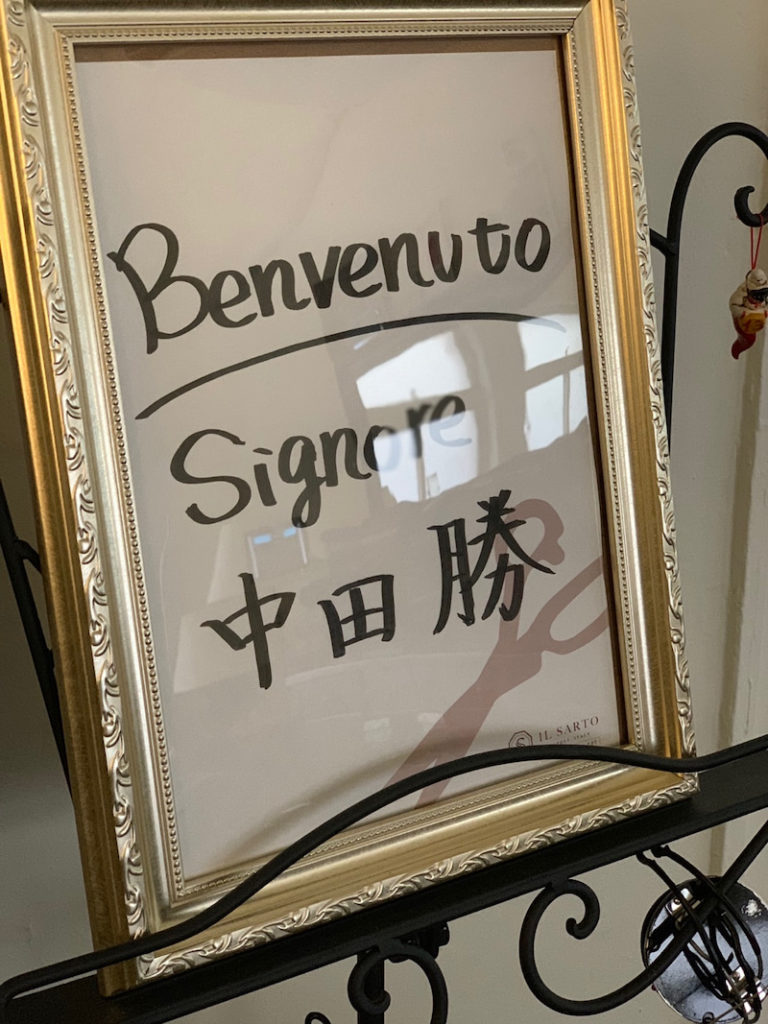 Benvenuto
Signore
中田 勝
IL SARTO